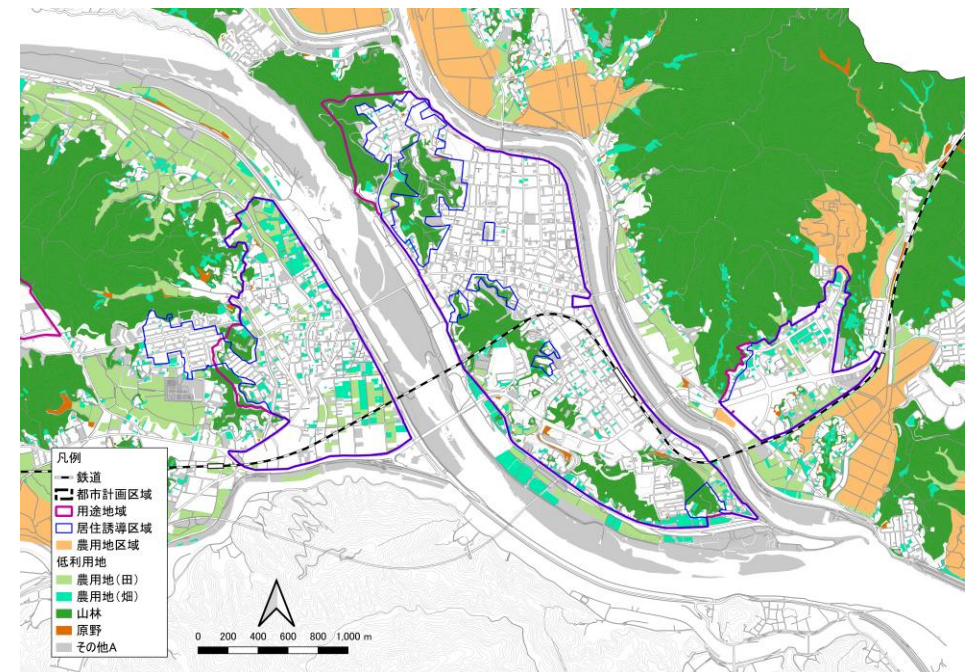 凡例
鉄道
都市計画区域
用途地域
居住誘導区域
農用地区域
低利用地
農用地(田)
農用地(畑)
山林
原野
その他A
0 200 400 600 800 1,000 m